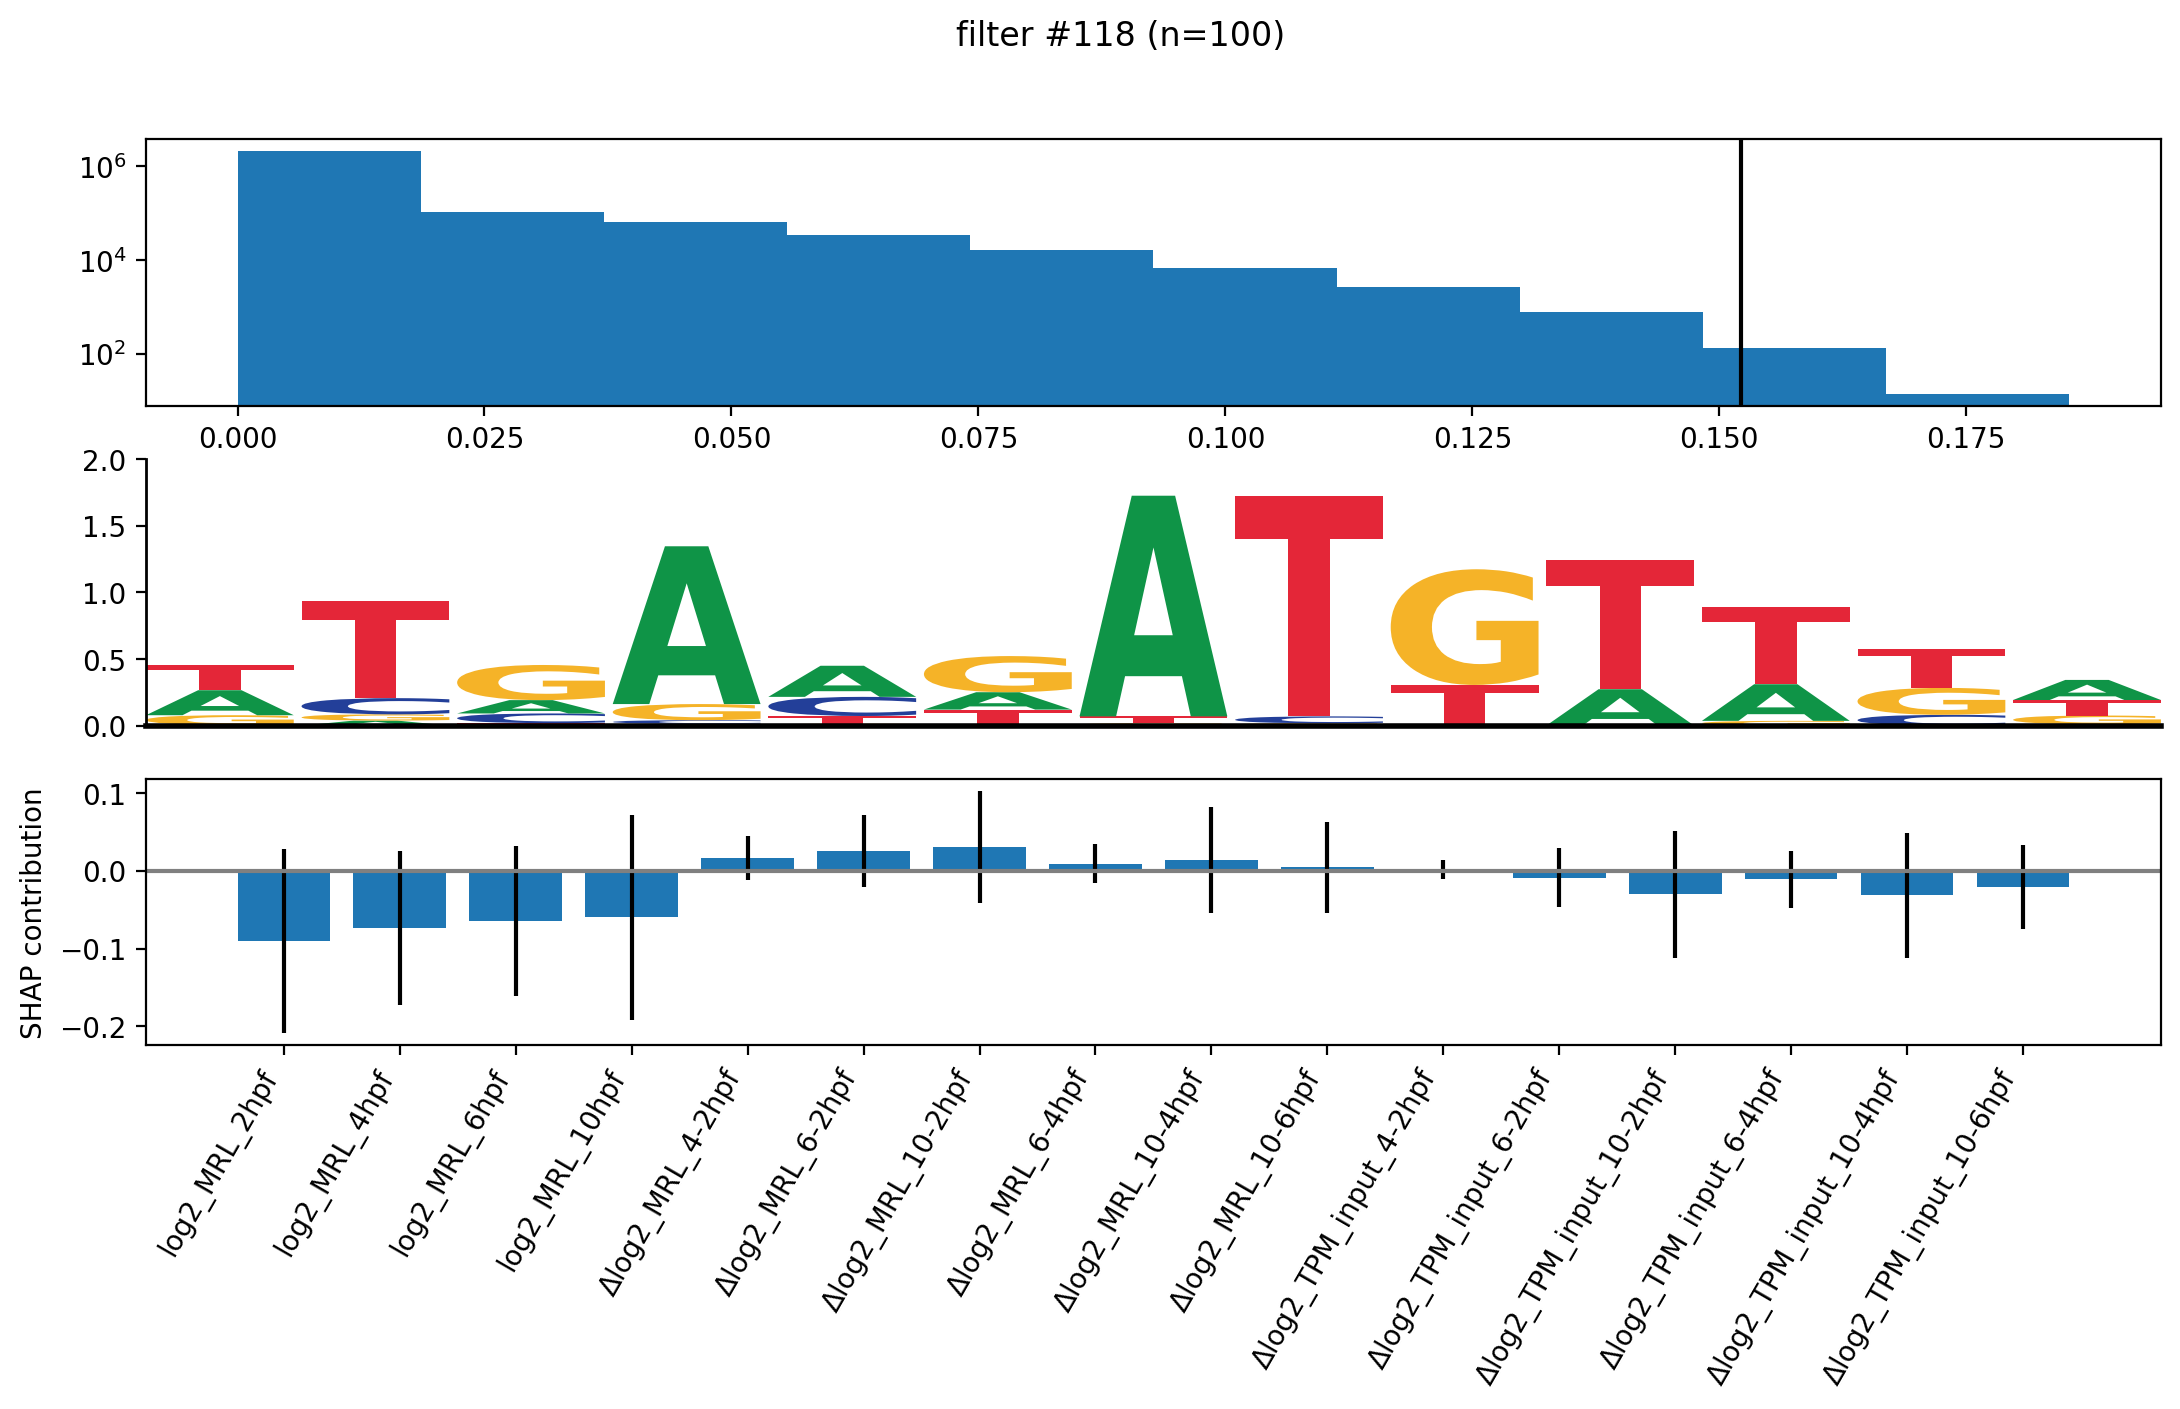 filter #118 (n=100)
10^6
10^4
10^2
0.000 0.025 0.050 0.075 0.100 0.125 0.150 0.175
2.0
1.5
1.0
0.5
0.0
T T G A A G A T G T T T A
A C A G C A T C T A A G T
G G C C T T G C G
A
SHAP contribution
0.1
0.0
−0.1
−0.2
log2_MRL_2hpf
log2_MRL_4hpf
log2_MRL_6hpf
log2_MRL_10hpf
Δlog2_MRL_4-2hpf
Δlog2_MRL_6-2hpf
Δlog2_MRL_10-2hpf
Δlog2_MRL_6-4hpf
Δlog2_MRL_10-4hpf
Δlog2_MRL_10-6hpf
Δlog2_TPM_input_4-2hpf
Δlog2_TPM_input_6-2hpf
Δlog2_TPM_input_10-2hpf
Δlog2_TPM_input_6-4hpf
Δlog2_TPM_input_10-4hpf
Δlog2_TPM_input_10-6hpf